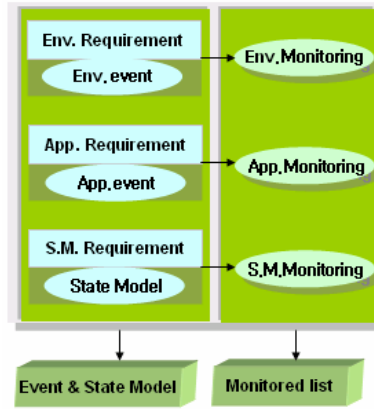 Env. Requirement
Env.event
Env.Monitoring
App. Requirement
App.event
App.Monitoring
S.M. Requirement
State Model
S.M.Monitoring
Event & State Model
Monitored list